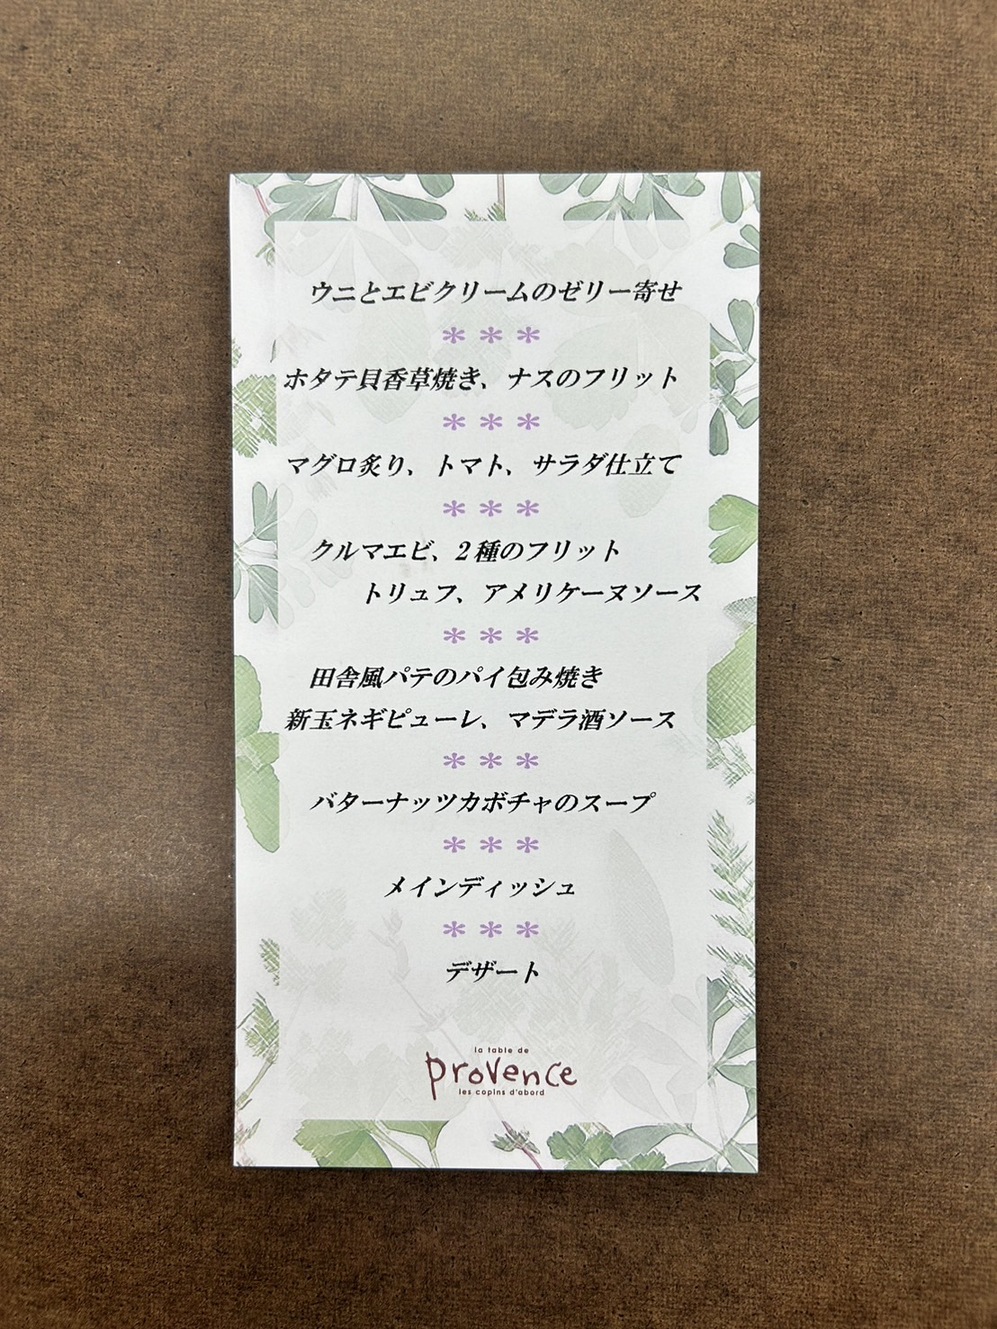 ウニとエビクリームのゼリー寄せ
＊＊＊
ホタテ貝香草焼き、ナスのフリット
＊＊＊
マグロ炙り、トマト、サラダ仕立て
＊＊＊
クルマエビ、2種のフリット
トリュフ、アメリケーヌソース
＊＊＊
田舎風パテのパイ包み焼き
新玉ネギピューレ、マデラ酒ソース
＊＊＊
バターナッツカボチャのスープ
＊＊＊
メインディッシュ
＊＊＊
デザート
la table de
provence
les copins d'abord